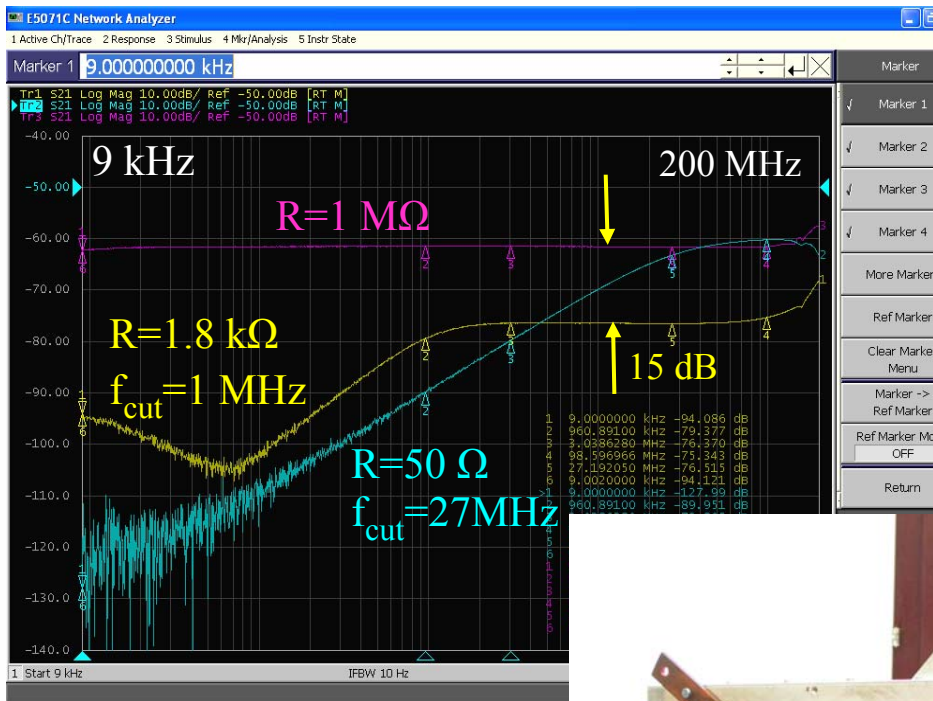 E5071C Network Analyzer
1 Active Ch/Trace 2 Response 3 Stimulus 4 Mkr/Analysis 5 Instr State
Marker 1 9.000000000 kHz
Marker
Tr1 S21 Log Mag 10.00dB/ Ref -50.00dB [RT M]
Tr2 S21 Log Mag 10.00dB/ Ref -50.00dB [RT M]
Tr3 S21 Log Mag 10.00dB/ Ref -50.00dB [RT M]
Marker 1
Marker 2
Marker 3
Marker 4
More Marker
Ref Marker
Clear Marke
Menu
Marker ->
Ref Marker
Ref Marker Mo
OFF
Return
-40.00
-50.00
-60.00
-70.00
-80.00
-90.00
-100.0
-110.0
-120.0
-130.0
-140.0
9 kHz
200 MHz
R=1 MΩ
R=1.8 kΩ
fcut=1 MHz
15 dB
R=50 Ω
fcut=27MHz
1 9.0000000 kHz -94.086 dB
2 960.89100 kHz -79.377 dB
3 3.0386280 MHz -76.370 dB
4 98.596966 MHz -75.343 dB
5 27.192050 MHz -76.515 dB
6 9.0020000 kHz -94.121 dB
>1 9.0000000 kHz -127.99 dB
2 960.89100 kHz -89.951 dB
1 Start 9 kHz
IFBW 10 Hz